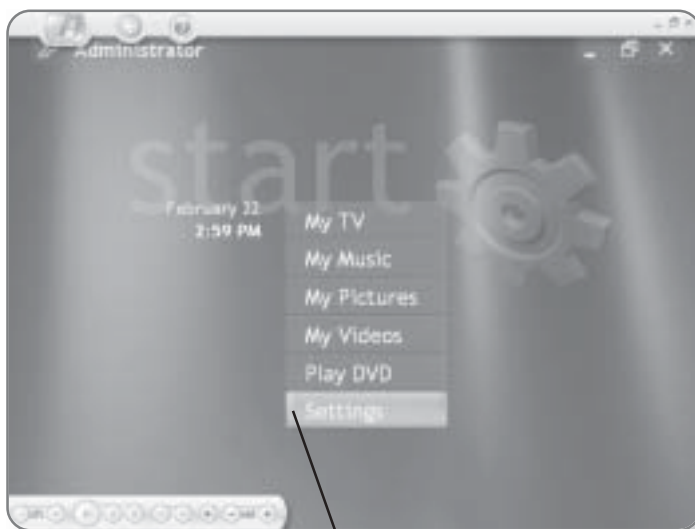 Administrator
start
February 22
2:59 PM
My TV
My Music
My Pictures
My Videos
Play DVD
Settings